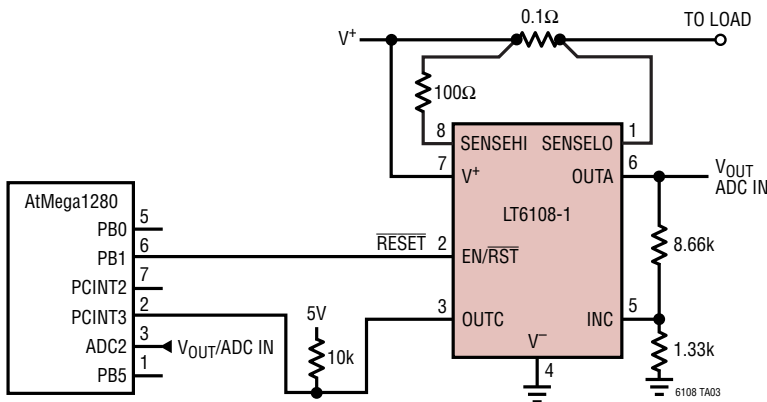 0.1Ω
TO LOAD
V+
100Ω
8
1
SENSEHI
SENSELO
7
6
V+
OUTA
VOUT
ADC IN
AtMega1280
LT6108-1
PB0
5
PB1
6
RESET
2
EN/RST
8.66k
PCINT2
7
PCINT3
2
5V
3
OUTC
INC
5
ADC2
3
VOUT/ADC IN
10k
V–
1.33k
PB5
1
4
6108 TA03